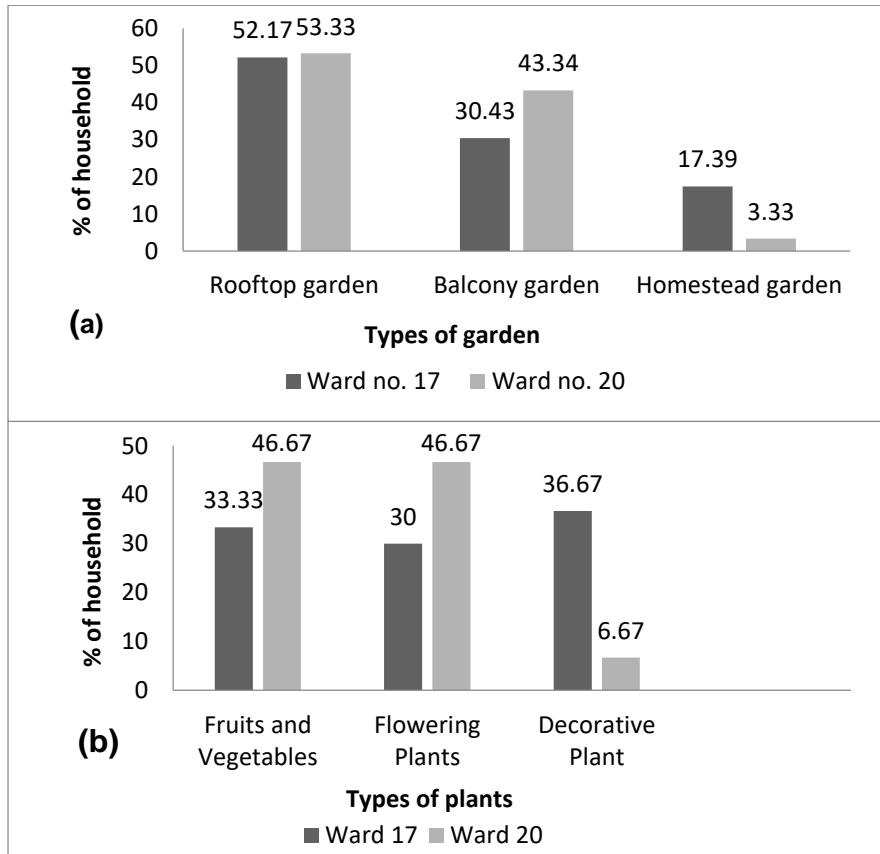 60
50
40
30
20
10
0
% of household
52.17 53.33
30.43 43.34
17.39 3.33
Rooftop garden Balcony garden Homestead garden
(a)
Types of garden
Ward no. 17 Ward no. 20
50
40
30
20
10
0
% of household
33.33 46.67
30 46.67
36.67 6.67
Fruits and
Vegetables
Flowering
Plants
Decorative
Plant
(b)
Types of plants
Ward 17 Ward 20